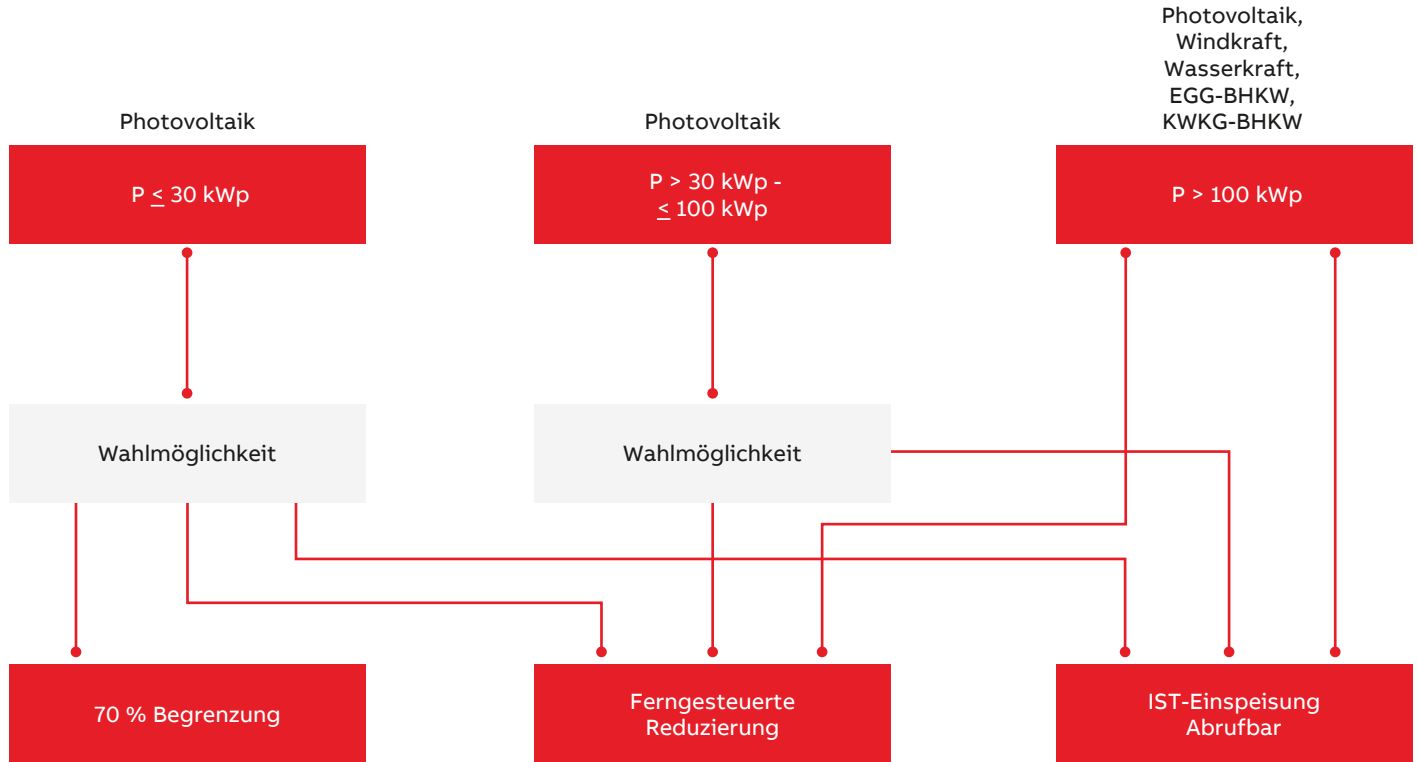 Photovoltaik
P ≤ 30 kWp
Photovoltaik
P > 30 kWp -
≤ 100 kWp
Photovoltaik,
Windkraft,
Wasserkraft,
EGG-BHKW,
KWKG-BHKW
P > 100 kWp
Wahlmöglichkeit
Wahlmöglichkeit
70 % Begrenzung
Ferngesteuerte
Reduzierung
IST-Einspeisung
Abrufbar